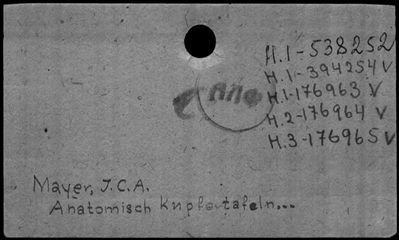 H.1-538252
H.1-394254 V
H.1-176963 V
H.2-176964 V
H.3-176965 V
Mayer, J.C.A.
Anatomisch Kupfertafeln...